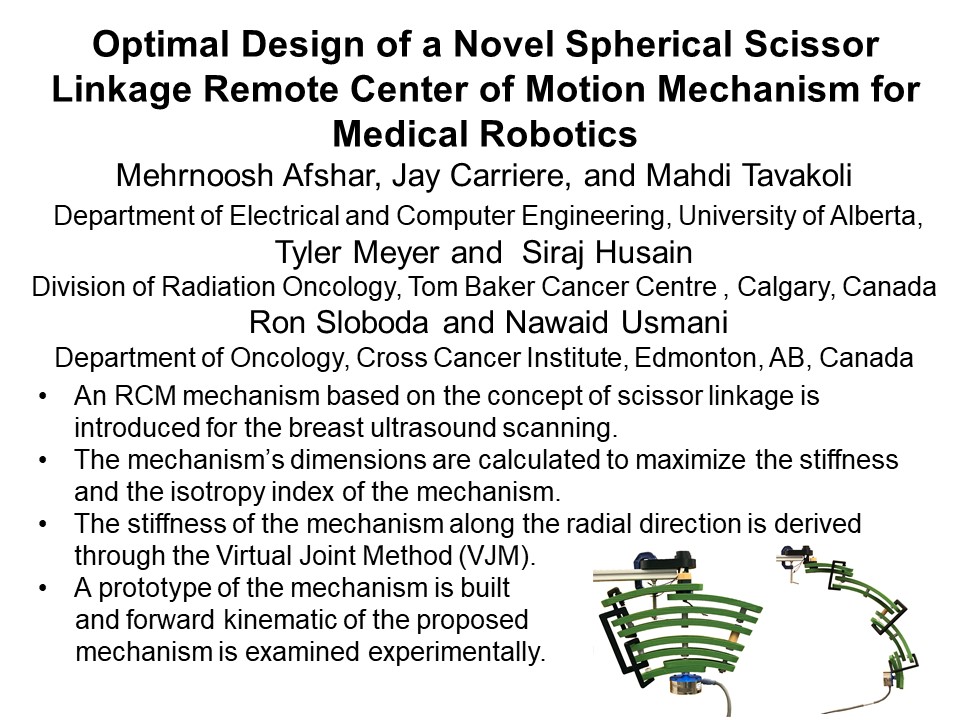 Optimal Design of a Novel Spherical Scissor
Linkage Remote Center of Motion Mechanism for
Medical Robotics
Mehrnoosh Afshar, Jay Carriere, and Mahdi Tavakoli
Department of Electrical and Computer Engineering, University of Alberta,
Tyler Meyer and  Siraj Husain
Division of Radiation Oncology, Tom Baker Cancer Centre , Calgary, Canada
Ron Sloboda and Nawaid Usmani
Department of Oncology, Cross Cancer Institute, Edmonton, AB, Canada
• An RCM mechanism based on the concept of scissor linkage is
introduced for the breast ultrasound scanning.
• The mechanism’s dimensions are calculated to maximize the stiffness
and the isotropy index of the mechanism.
• The stiffness of the mechanism along the radial direction is derived
through the Virtual Joint Method (VJM).
• A prototype of the mechanism is built
and forward kinematic of the proposed
mechanism is examined experimentally.